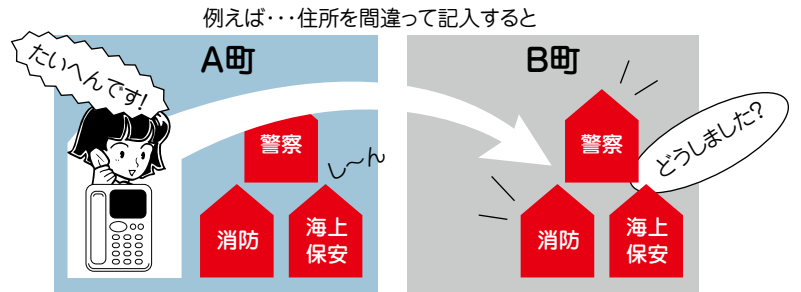 例えば･･･住所を間違って記入すると
A町
B町
たいへんです!
警察
し〜ん
消防
海上
保安
警察
どうしました?
消防
海上
保安